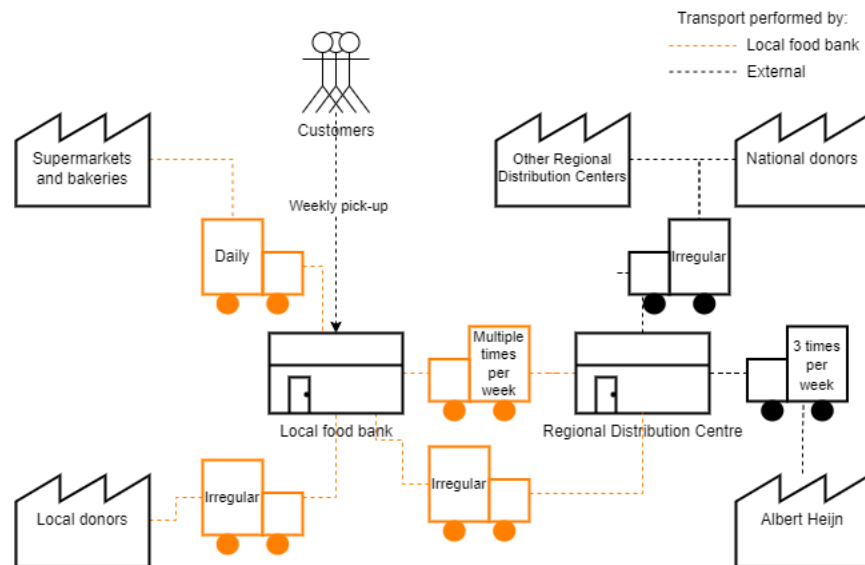 Transport performed by:
Local food bank
External
Customers
Supermarkets
and bakeries
Other Regional
Distribution Centers
National donors
Weekly pick-up
Daily
Irregular
Multiple
times
per
week
3 times
per
week
Local food bank
Regional Distribution Centre
Local donors
Irregular
Irregular
Albert Heijn